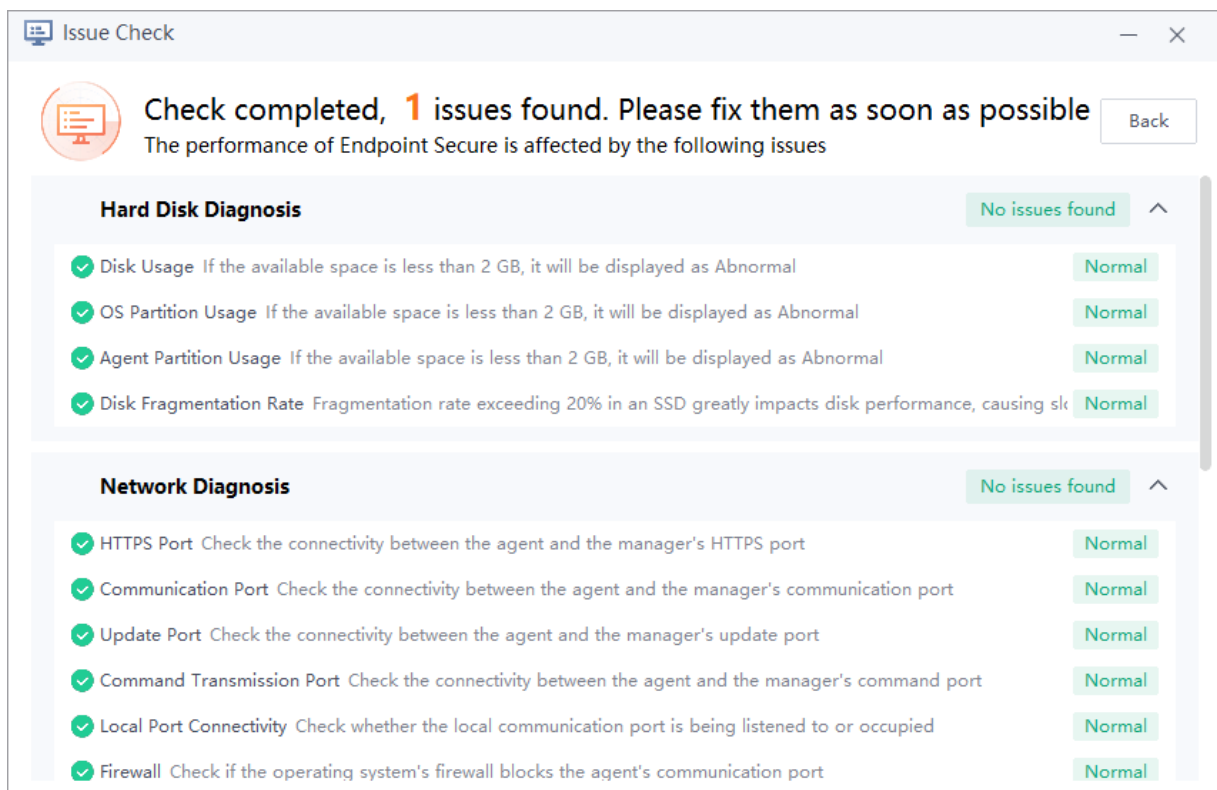 Issue Check
Check completed, 1 issues found. Please fix them as soon as possible
Back
The performance of Endpoint Secure is affected by the following issues
Hard Disk Diagnosis No issues found
Disk Usage If the available space is less than 2 GB, it will be displayed as Abnormal Normal
OS Partition Usage If the available space is less than 2 GB, it will be displayed as Abnormal Normal
Agent Partition Usage If the available space is less than 2 GB, it will be displayed as Abnormal Normal
Disk Fragmentation Rate Fragmentation rate exceeding 20% in an SSD greatly impacts disk performance, causing Normal
Network Diagnosis No issues found
HTTPS Port Check the connectivity between the agent and the manager's HTTPS port Normal
Communication Port Check the connectivity between the agent and the manager's communication port Normal
Update Port Check the connectivity between the agent and the manager's update port Normal
Command Transmission Port Check the connectivity between the agent and the manager's command port Normal
Local Port Connectivity Check whether the local communication port is being listened to or occupied Normal
Firewall Check if the operating system's firewall blocks the agent's communication port Normal